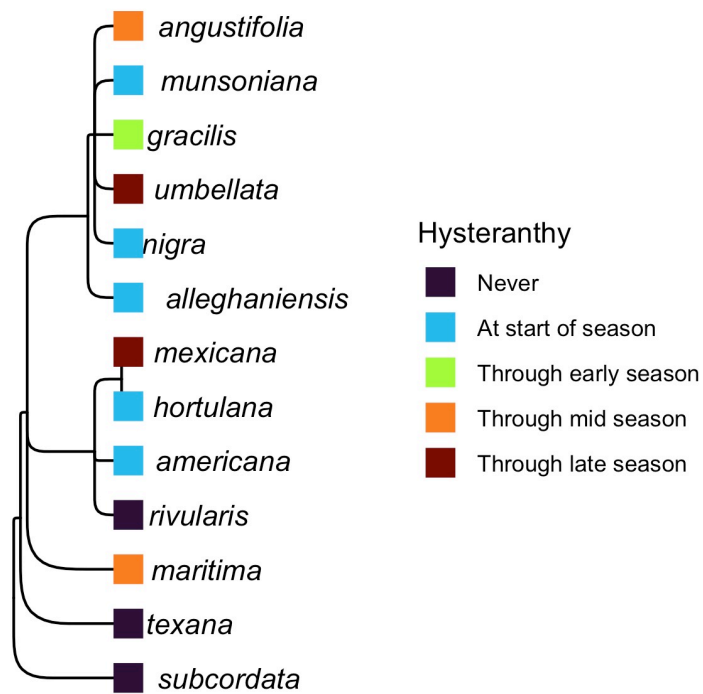 angustifolia
munsoniana
gracilis
umbellata
nigra
alleghaniensis
mexicana
hortulana
americana
rivularis
maritima
texana
subcordata
Hysteranthy
Never
At start of season
Through early season
Through mid season
Through late season